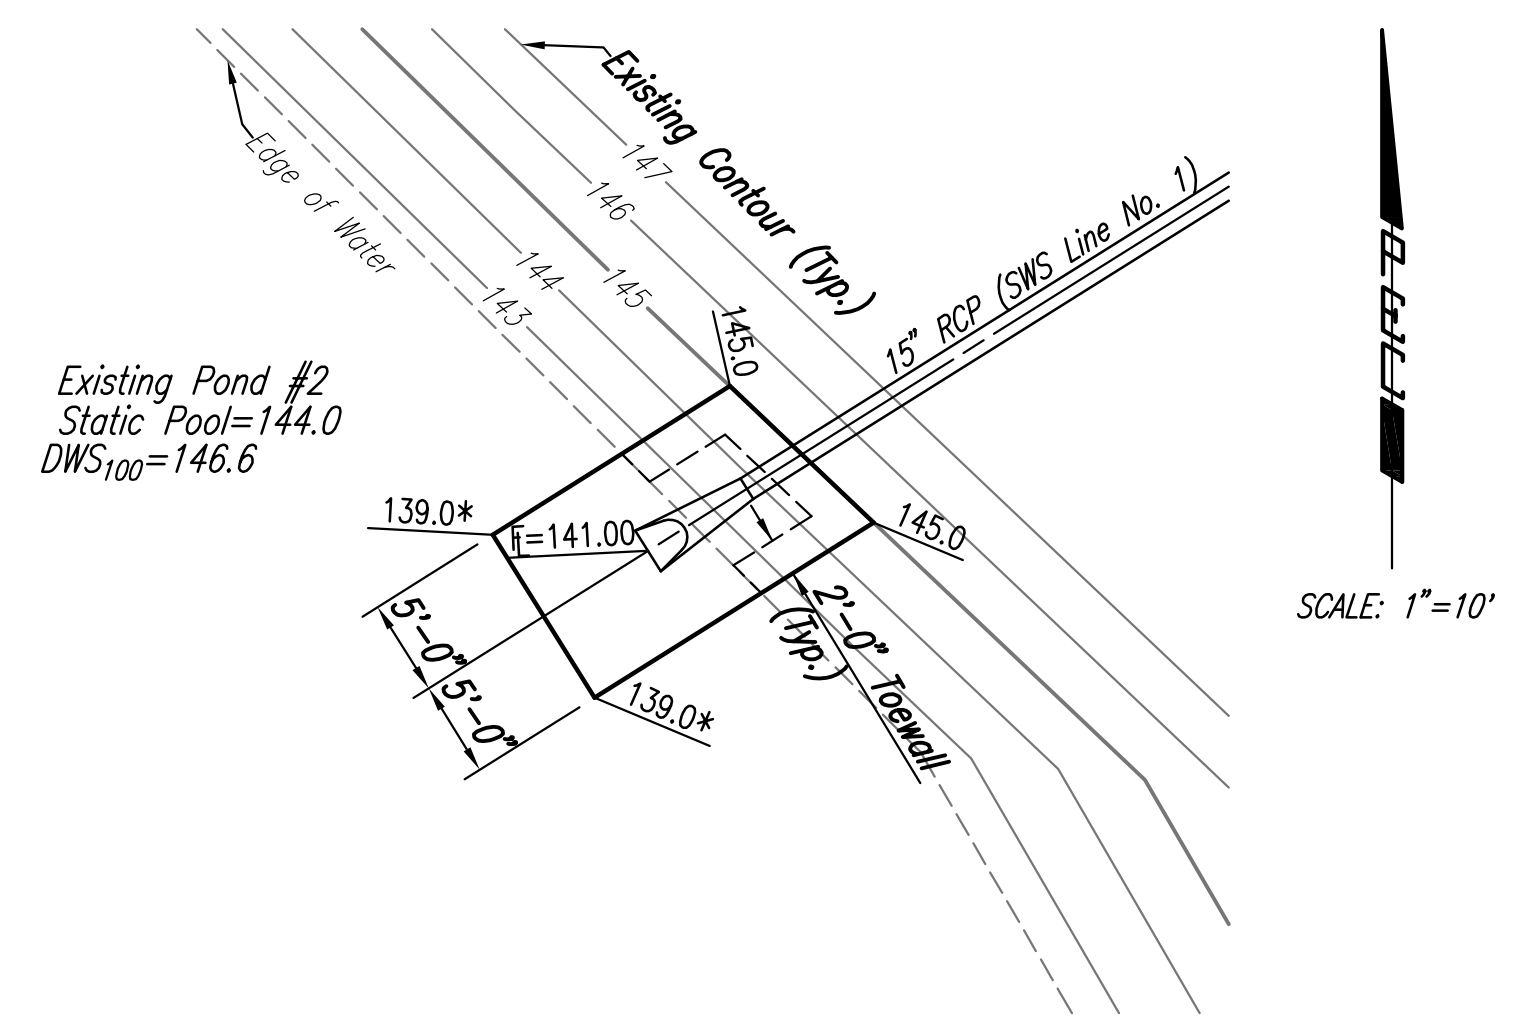 Existing Contour (Typ.)
Edge of Water
147
146
145
144
143
15" RCP (SWS Line No. 1)
145.0
Existing Pond #2
Static Pool=144.0
DWS100=146.6
139.0*
FL=141.00
145.0
5'-0"
5'-0"
139.0*
2'-0" Toewall
(Typ.)
SCALE: 1"=10'